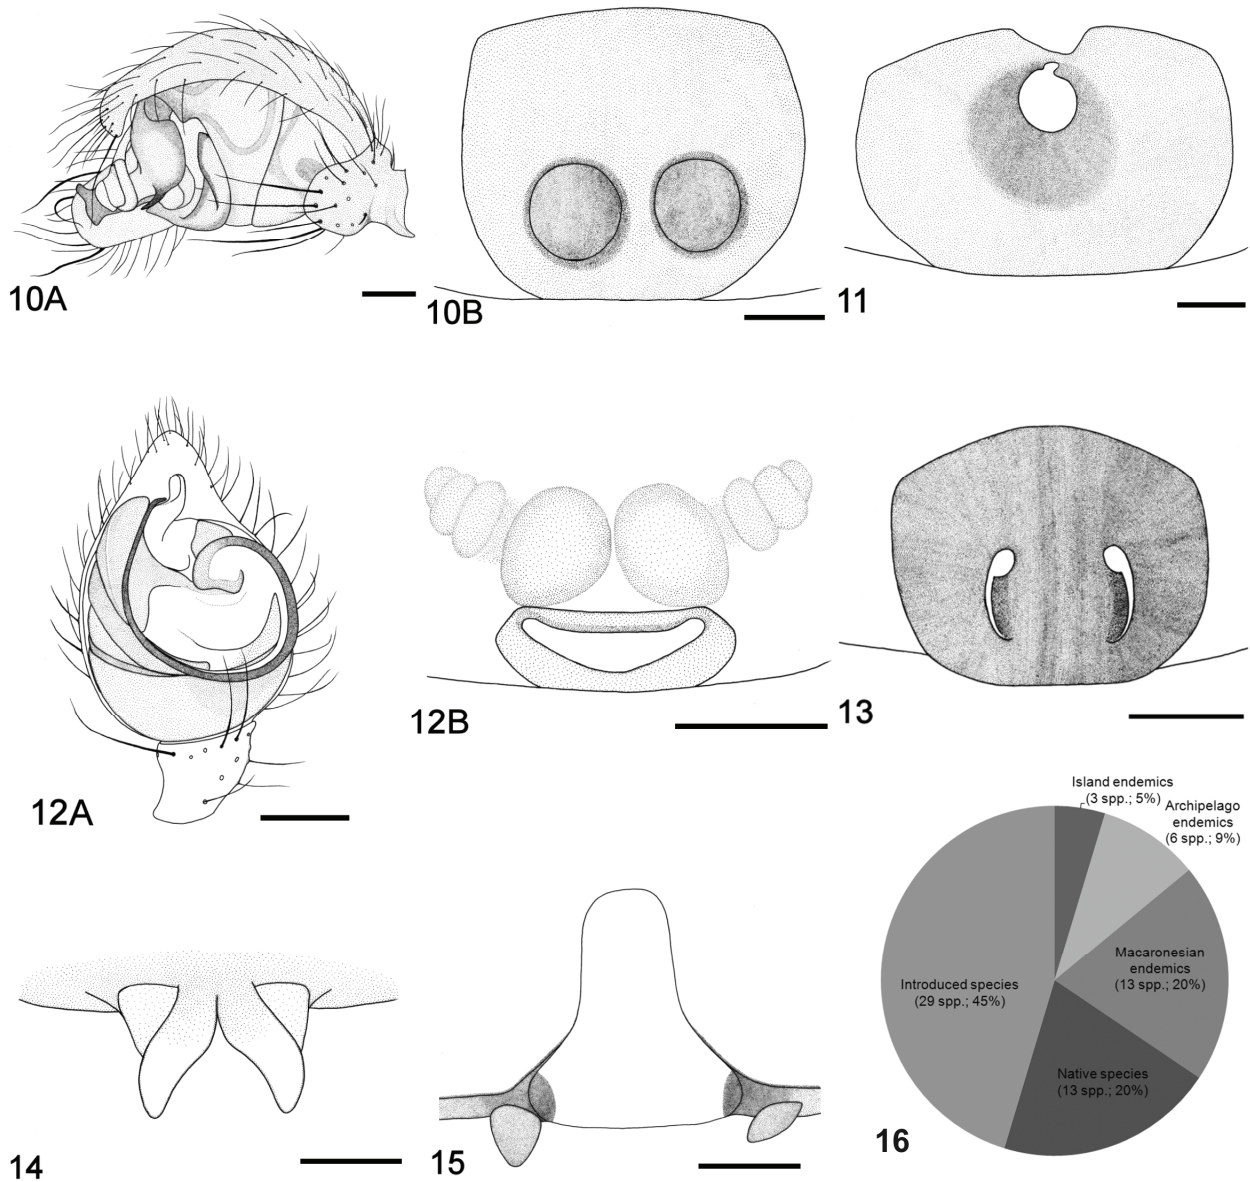 10A
10B
11
12A
12B
13
Island endemics
(3 spp.; 5%)
Archipelago
endemics
(6 spp.; 9%)
Macaronesian
endemics
(13 spp.; 20%)
Introduced species
(29 spp.; 45%)
Native species
(13 spp.; 20%)
14
15
16